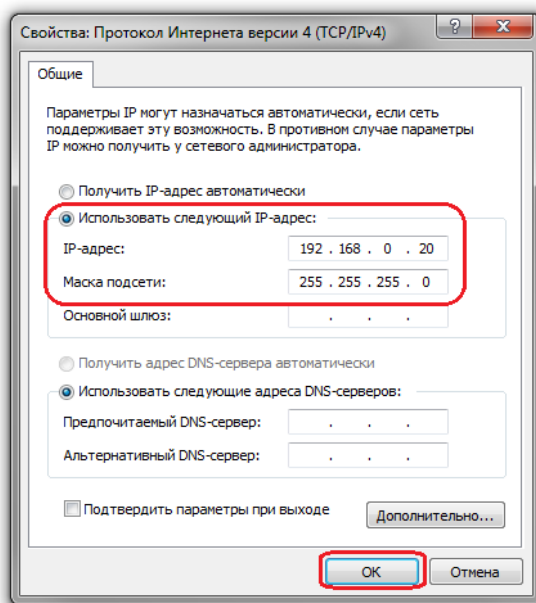 Свойства: Протокол Интернета версии 4 (TCP/IPv4)
Общие
Параметры IP могут назначаться автоматически, если сеть
поддерживает эту возможность. В противном случае параметры
IP можно получить у сетевого администратора.
Получить IP-адрес автоматически
Использовать следующий IP-адрес:
IP-адрес: 192 . 168 . 0 . 20
Маска подсети: 255 . 255 . 255 . 0
Основной шлюз: . . .
Получить адрес DNS-сервера автоматически
Использовать следующие адреса DNS-серверов:
Предпочитаемый DNS-сервер: . . .
Альтернативный DNS-сервер: . . .
Подтвердить параметры при выходе
Дополнительно...
ОК Отмена